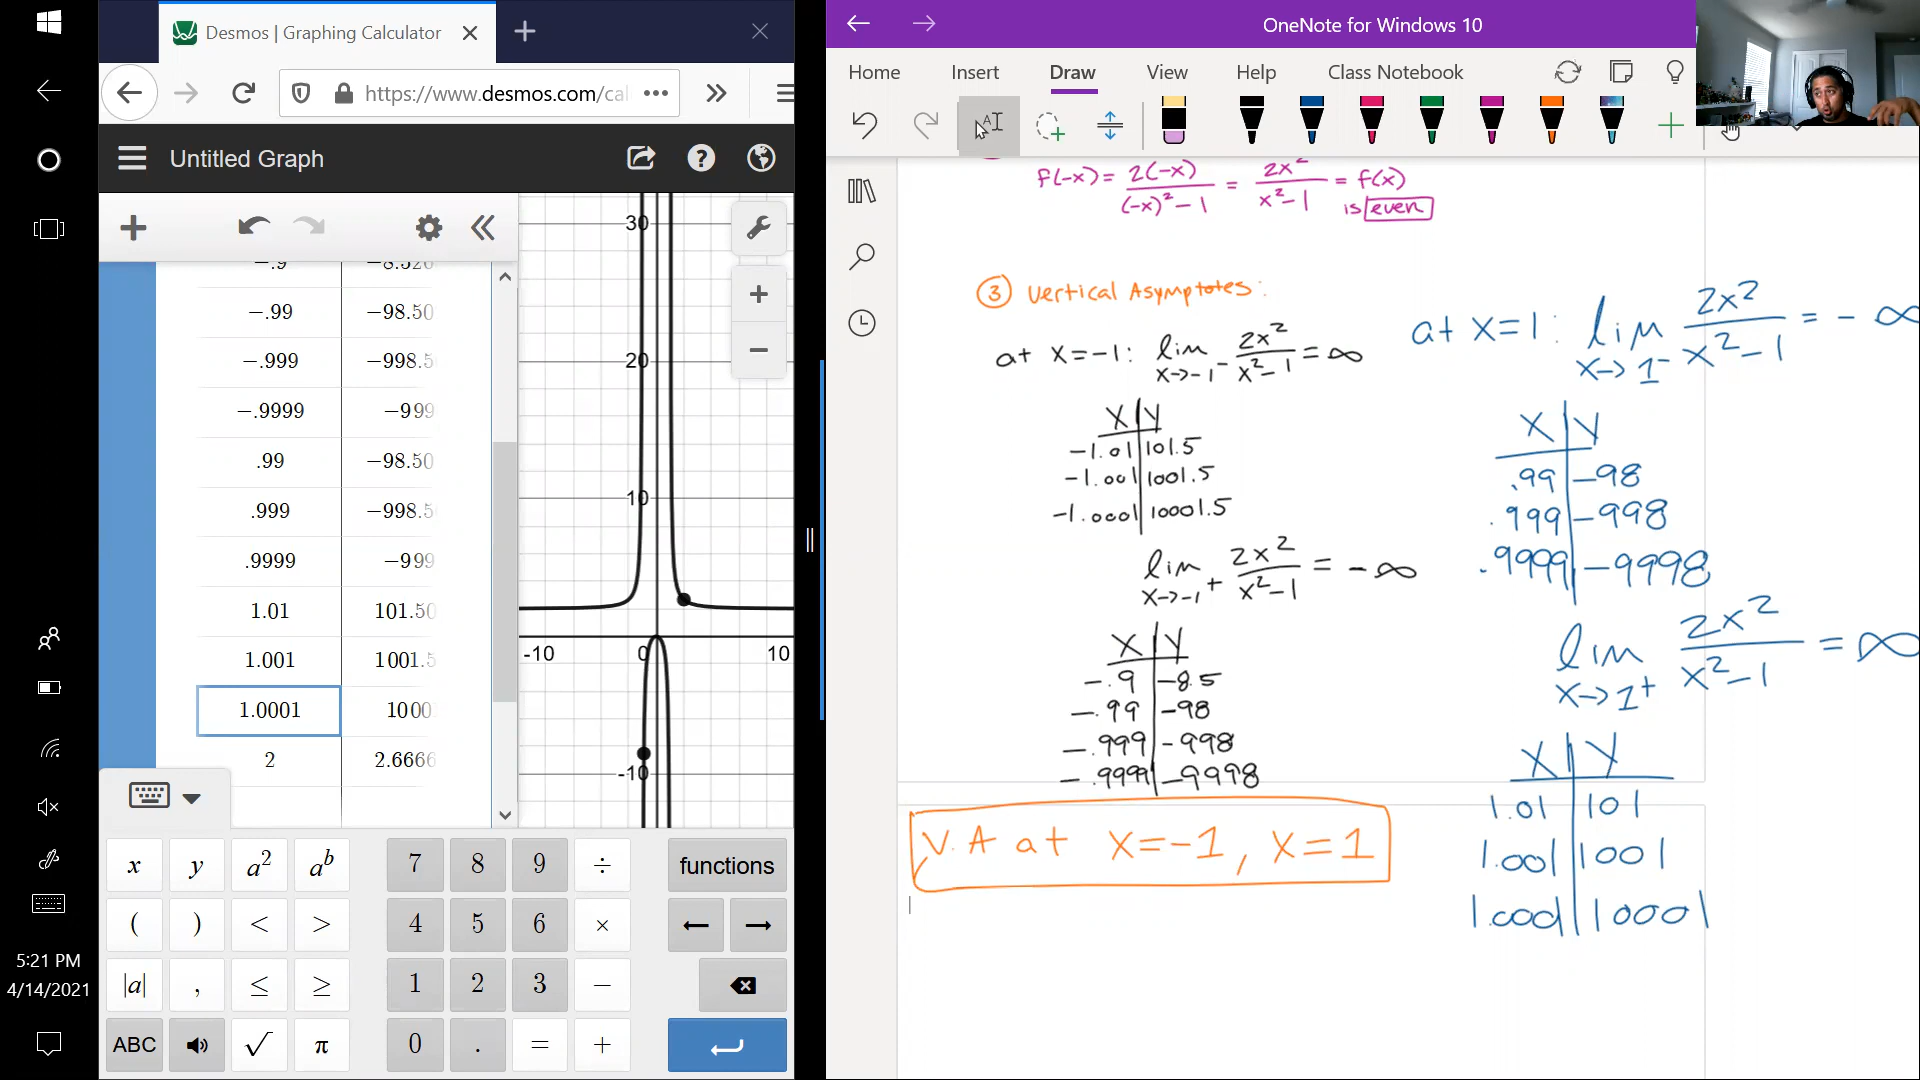 Desmos | Graphing Calculator
https://www.desmos.com/cal
Untitled Graph
−.99 −98.50
−.999 −998.5
−.9999 −999
.99 −98.50
.999 −998.5
.9999 −999
1.01 101.50
1.001 1001.5
1.0001 1000
2 2.6666
30
20
10
-10 0 10
-10
x y a² aᵇ 7 8 9 ÷ functions
( ) < > 4 5 6 × ← →
|a| , ≤ ≥ 1 2 3 −
ABC √ π 0 . = +
5:21 PM
4/14/2021
OneNote for Windows 10
Home Insert Draw View Help Class Notebook
f(-x) = 2(-x)/(-x)²-1 = 2x²/x²-1 = f(x)
is even
③ Vertical Asymptotes:
at x=-1: lim x→-1⁻ 2x²/x²-1 = ∞
X Y
-1.01 101.5
-1.001 1001.5
-1.0001 10001.5
lim x→-1⁺ 2x²/x²-1 = -∞
X Y
-.9 -8.5
-.99 -98
-.999 -998
-.9999 -9998
V.A at x=-1, x=1
at x=1: lim x→1⁻ 2x²/x²-1 = -∞
X Y
.99 -98
.999 -998
.9999 -9998
lim x→1⁺ 2x²/x²-1 = ∞
X Y
1.01 101
1.001 1001
1.0001 10001